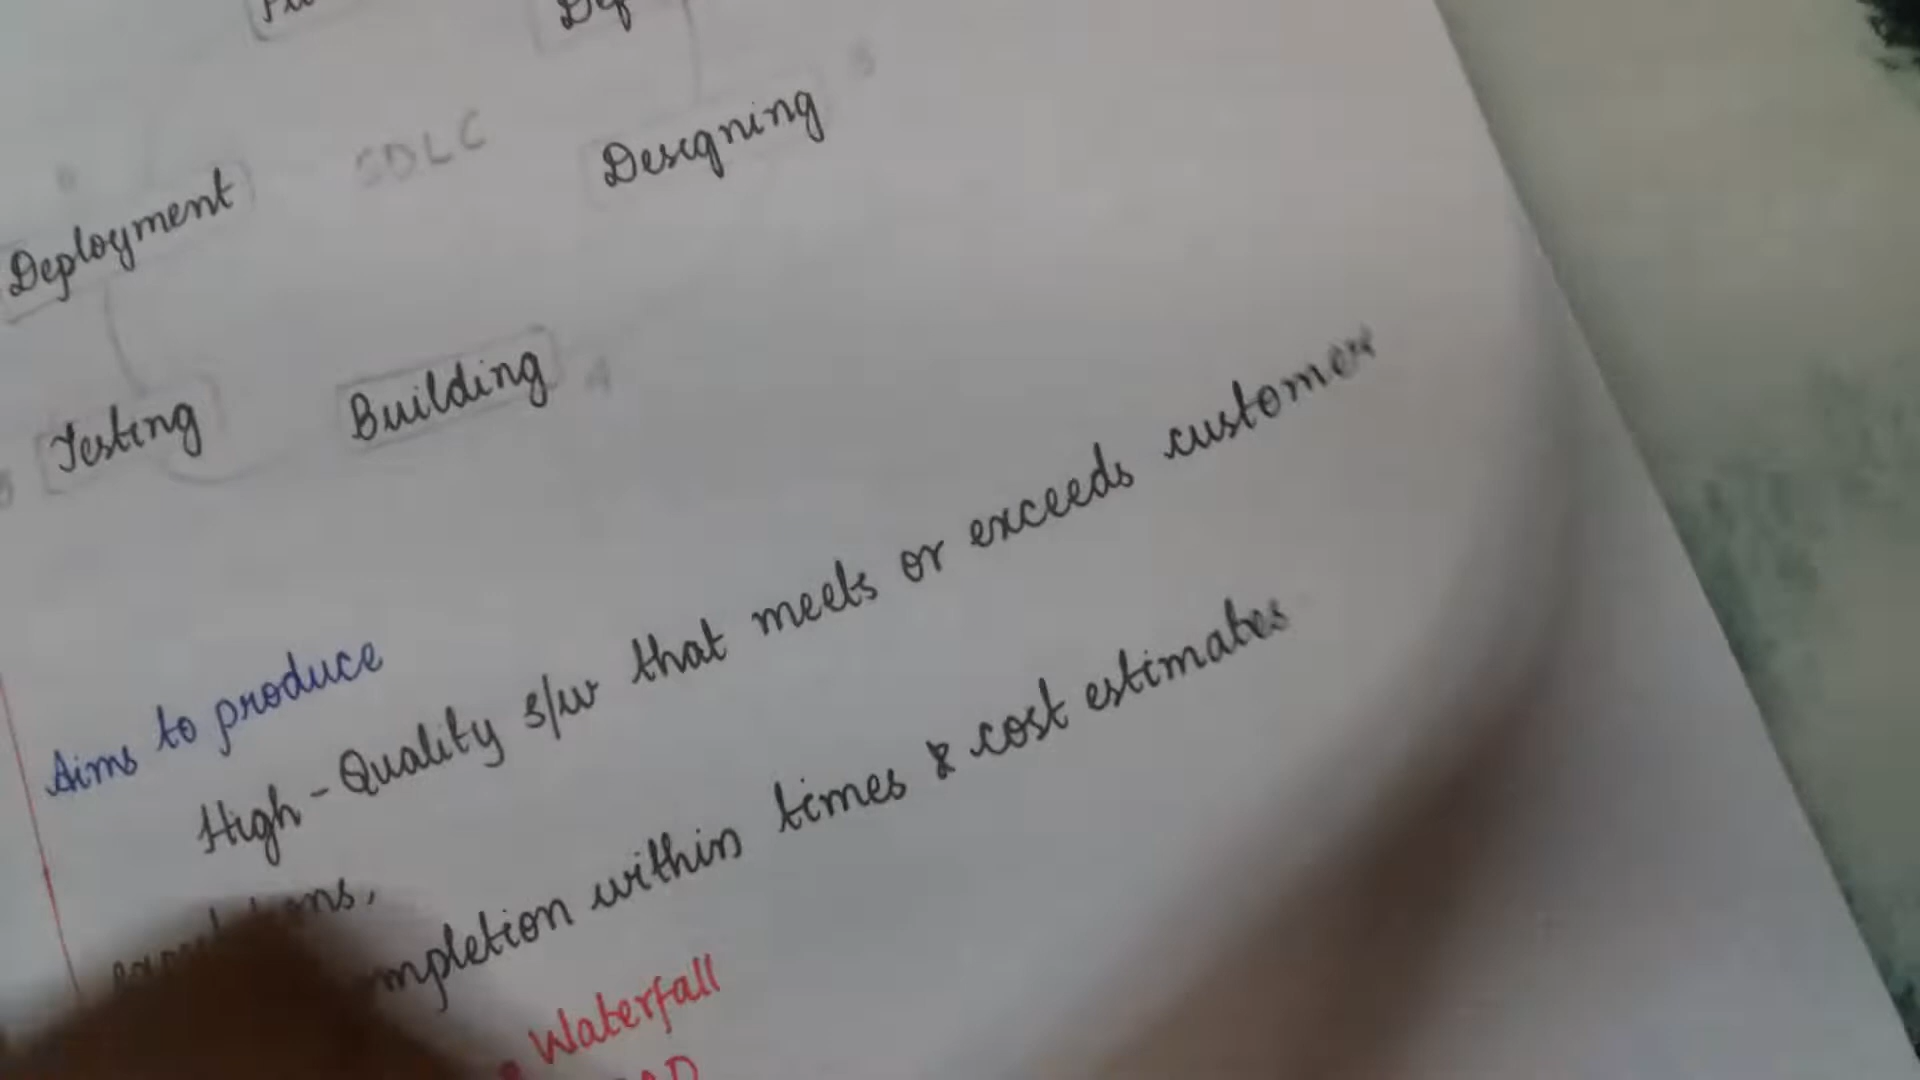 SDLC
Designing
Deployment
Testing
Building
Aims to produce
High-Quality s/w that meets or exceeds customer
within times & cost estimates
Waterfall